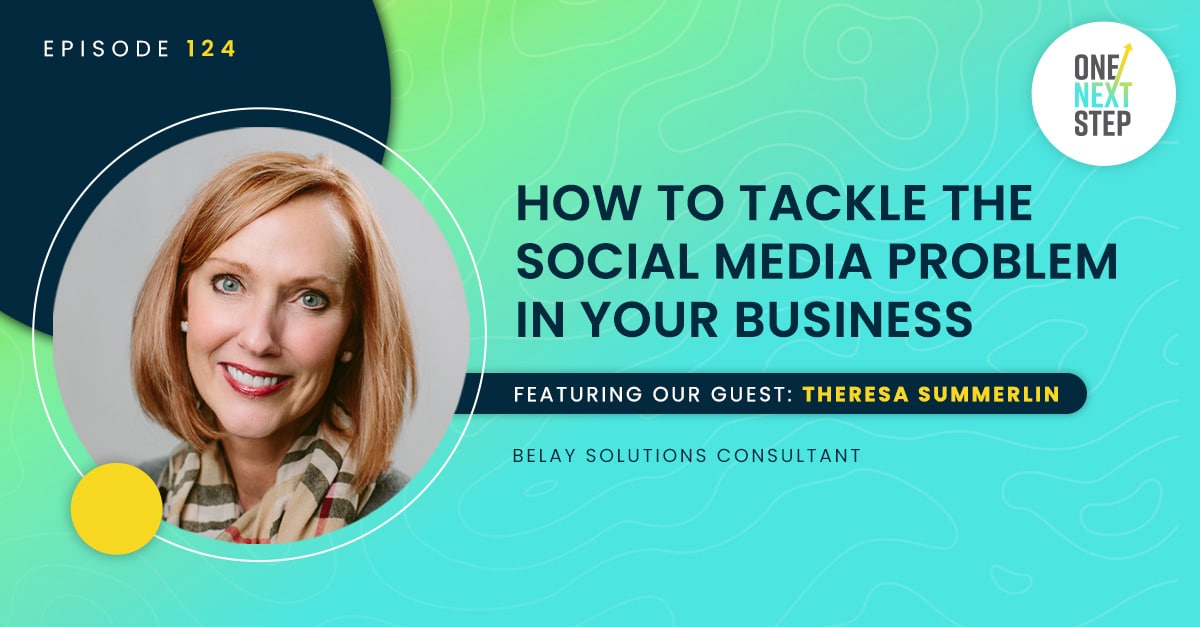 EPISODE 124
ONE
NEXT
STEP
HOW TO TACKLE THE
SOCIAL MEDIA PROBLEM
IN YOUR BUSINESS
FEATURING OUR GUEST: THERESA SUMMERLIN
BELAY SOLUTIONS CONSULTANT